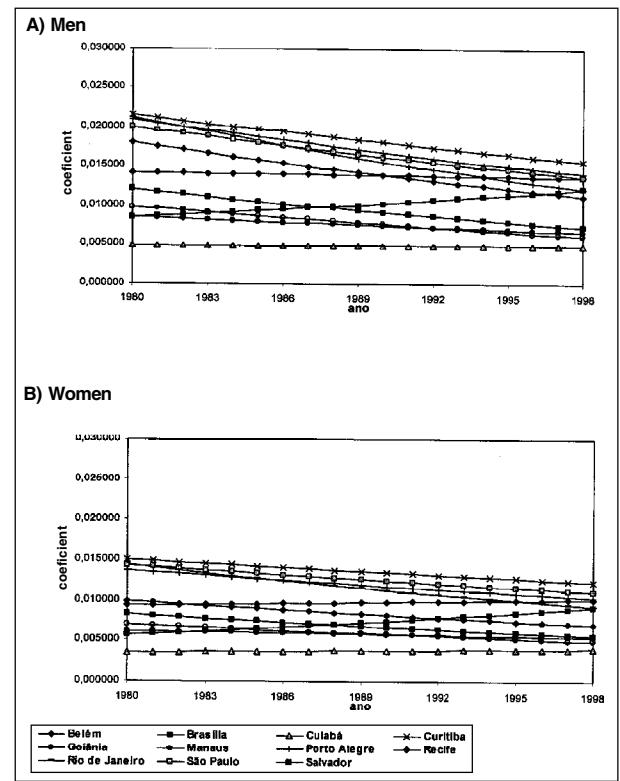 A) Men
0,030000
0,025000
0,020000
0,015000
0,010000
0,005000
0,000000
coeficient
1980 1983 1986 1989 1992 1995 1998
ano
B) Women
0,030000
0,025000
0,020000
0,015000
0,010000
0,005000
0,000000
coeficient
1980 1983 1986 1989 1992 1995 1998
ano
Belém Brasília Cuiabá Curitiba
Goiânia Manaus Porto Alegre Recife
Rio de Janeiro São Paulo Salvador